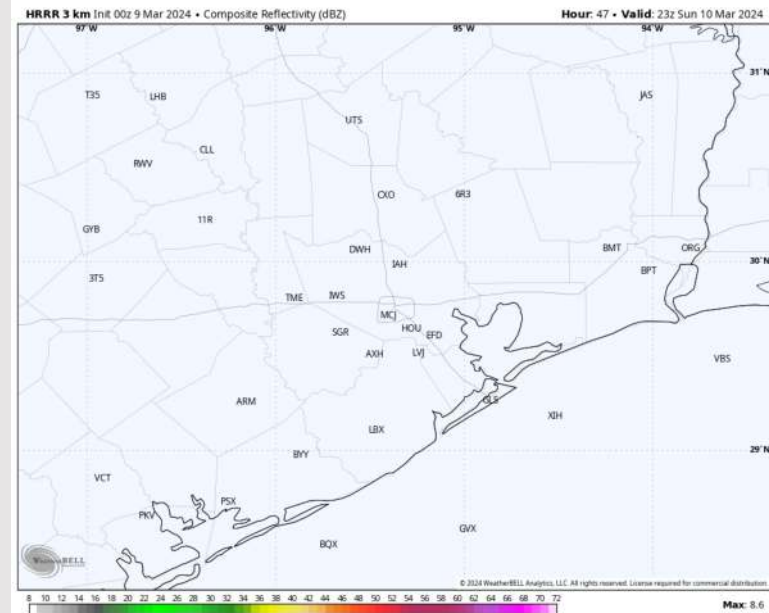 HRRR 3 km Init 00z 9 Mar 2024 • Composite Reflectivity (dBZ) Hour: 47 • Valid: 23z Sun 10 Mar 2024
97°W 96°W 95°W 94°W
31°N
T35 LHB JAS
UTS
CLL
RWV
CXO 6R3
11R
GYB
DWH BMT ORG
IAH
30°N
3T5 BPT
TME IWS
MCJ
SGR HOU EFD
AXH LVJ VBS
ARM GLS
XIH
LBX
29°N
BYY
VCT
PSX
PKV
GVX
BQX
WeatherBELL
© 2024 WeatherBELL Analytics, LLC. All rights reserved. License required for commercial distribution.
8 10 12 14 16 18 20 22 24 26 28 30 32 34 36 38 40 42 44 46 48 50 52 54 56 58 60 62 64 66 68 70 72
Max: 8.6